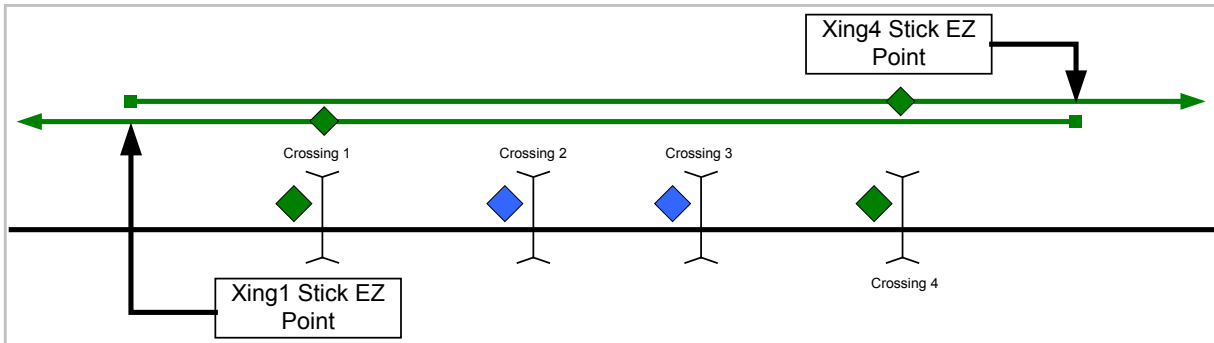 Xing4 Stick EZ
Point
Crossing 1
Crossing 2
Crossing 3
Crossing 4
Xing1 Stick EZ
Point